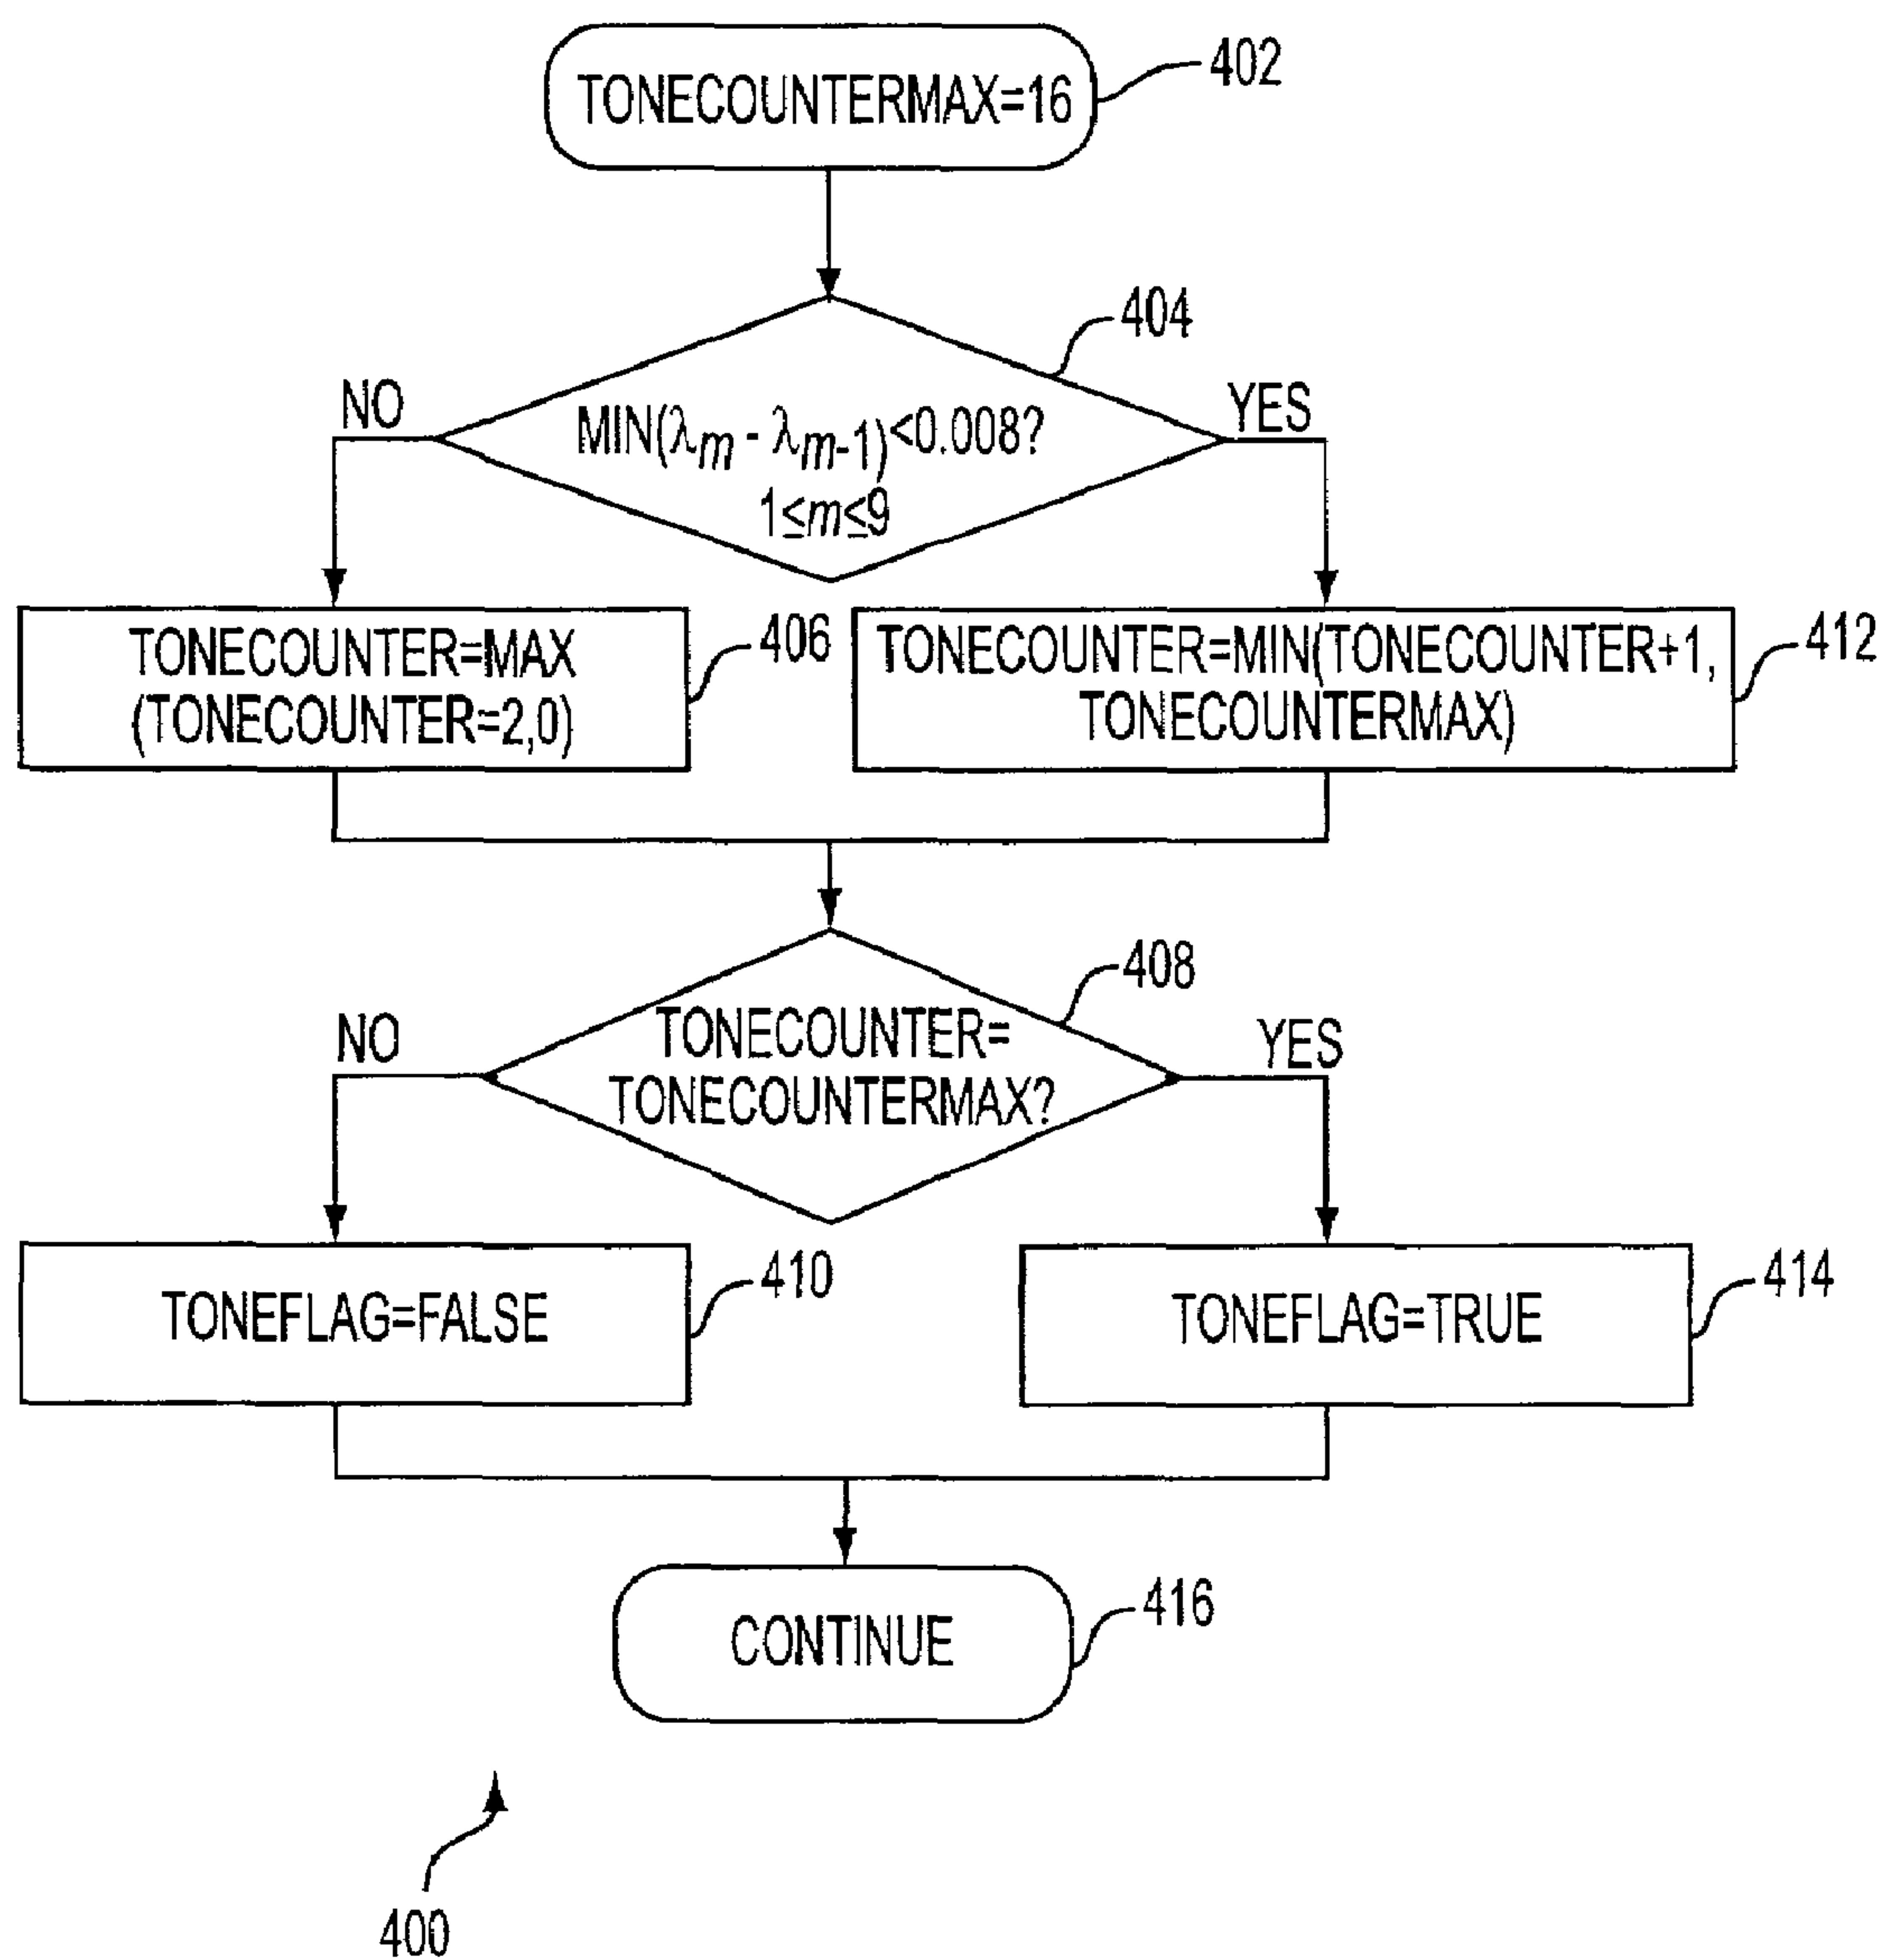 TONECOUNTERMAX=16
402
404
NO
YES
MIN(λm - λm-1)<0.008?
1≤m≤9
TONECOUNTER=MAX
(TONECOUNTER=2,0)
406
TONECOUNTER=MIN(TONECOUNTER+1,
TONECOUNTERMAX)
412
408
NO
YES
TONECOUNTER=
TONECOUNTERMAX?
TONEFLAG=FALSE
410
TONEFLAG=TRUE
414
CONTINUE
416
400